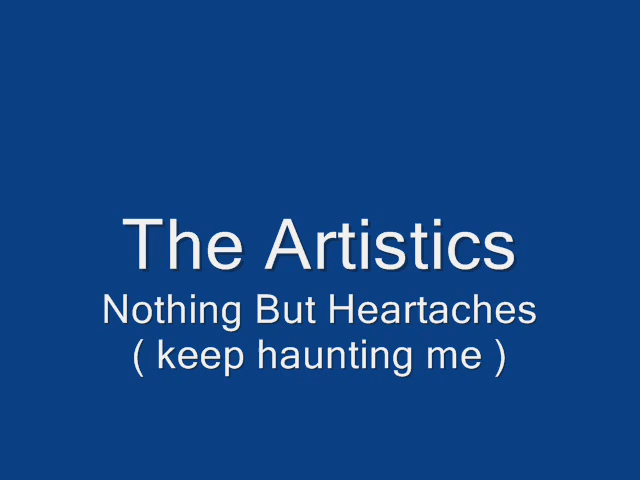 The Artistics
Nothing But Heartaches
( keep haunting me )